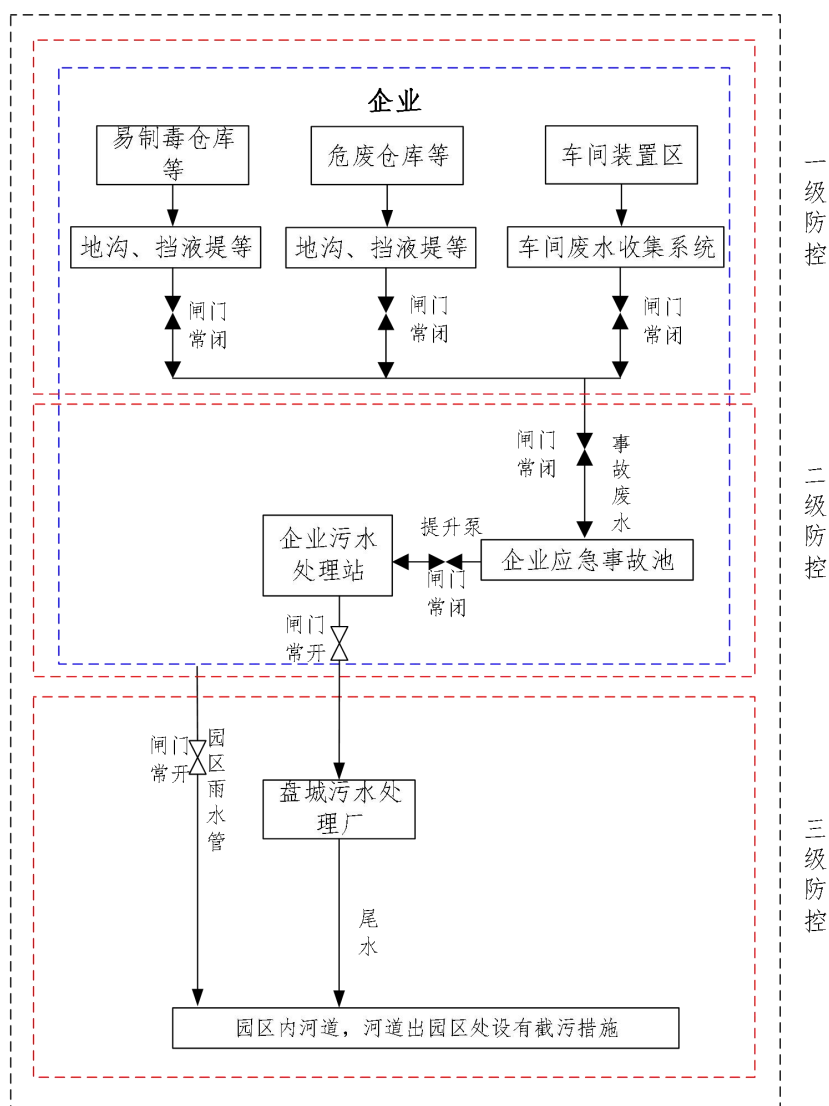 企业
易制毒仓库
等
危废仓库等
车间装置区
地沟、挡液堤等
地沟、挡液堤等
车间废水收集系统
闸门
常闭
闸门
常闭
闸门
常闭
一级防控
闸门
常闭
事故废水
提升泵
企业污水
处理站
企业应急事故池
闸门
常闭
闸门
常开
二级防控
闸门
常开
园区雨水管
盘城污水处
理厂
尾水
园区内河道，河道出园区处设有截污措施
三级防控